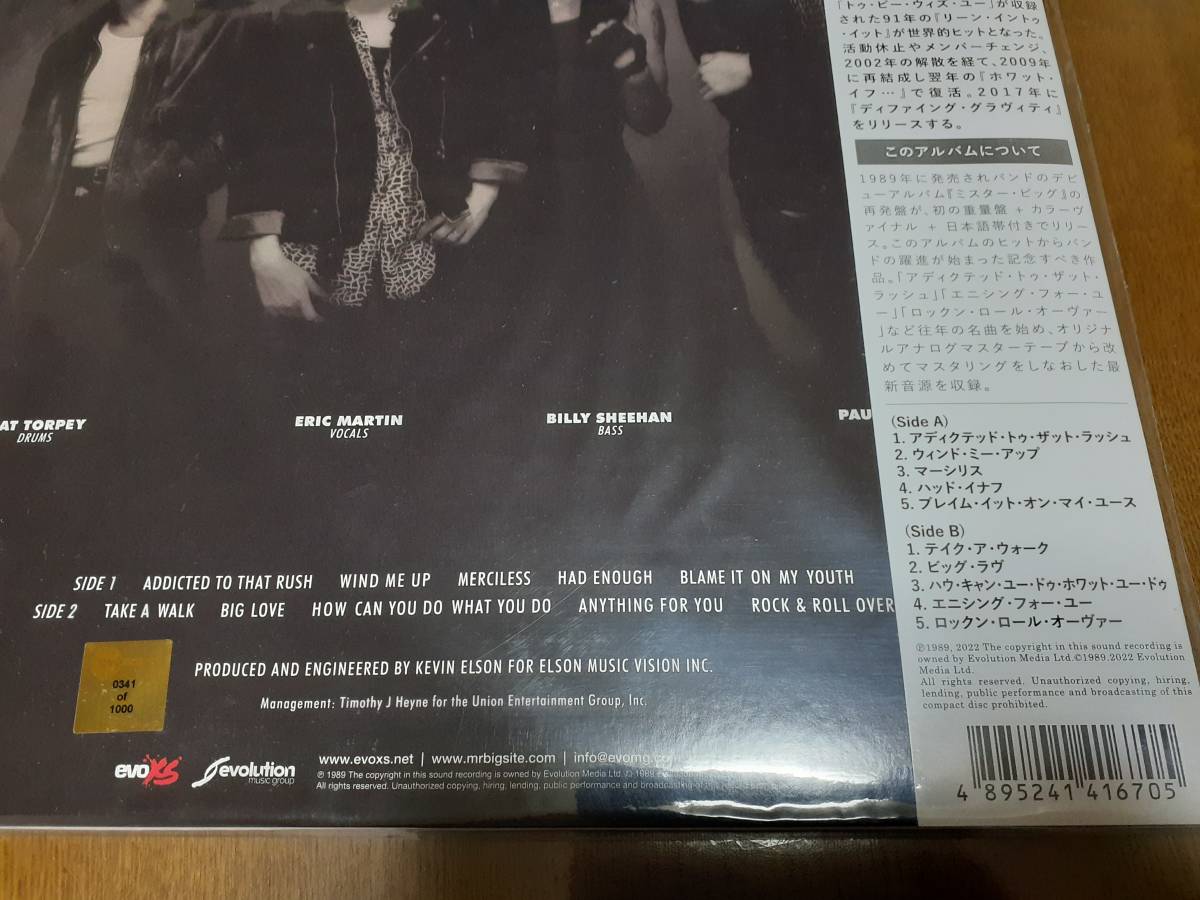 「トゥ・ビー・ウィズ・ユー」が収録
された91年の『リーン・イントゥ
・イット』が世界的ヒットとなった。
活動休止やメンバーチェンジ、
2002年の解散を経て、2009年
に再結成し翌年の『ホワット・
イフ…』で復活。2017年に
『ディファイング・グラヴィティ』
をリリースする。
このアルバムについて
1989年に発売されバンドのデビ
ューアルバム『ミスター・ビッグ』の
再発盤が、初の重量盤 + カラーヴ
ァイナル + 日本語帯付きでリリー
ス。このアルバムのヒットからバン
ドの躍進が始まった記念すべき作
品。「アディクテッド・トゥ・ザット・
ラッシュ」「エニシング・フォー・ユ
ー」「ロックン・ロール・オーヴァー
」など往年の名曲を始め、オリジナ
ルアナログマスターテープから改
めてマスタリングをしなおした最
新音源を収録。
(Side A)
1. アディクテッド・トゥ・ザット・ラッシュ
2. ウィンド・ミー・アップ
3. マーシリス
4. ハッド・イナフ
5. ブレイム・イット・オン・マイ・ユース
(Side B)
1. テイク・ア・ウォーク
2. ビッグ・ラヴ
3. ハウ・キャン・ユー・ドゥ・ホワット・ユー・ドゥ
4. エニシング・フォー・ユー
5. ロックン・ロール・オーヴァー
℗1989, 2022 The copyright in this sound recording is
owned by Evolution Media Ltd.©1989.2022 Evolution
Media Ltd.
All rights reserved. Unauthorized copying, hiring,
lending, public performance and broadcasting of this
compact disc prohibited.
4 895241 416705
AT TORPEY
DRUMS
ERIC MARTIN
VOCALS
BILLY SHEEHAN
BASS
PAU
SIDE 1 ADDICTED TO THAT RUSH WIND ME UP MERCILESS HAD ENOUGH BLAME IT ON MY YOUTH
SIDE 2 TAKE A WALK BIG LOVE HOW CAN YOU DO WHAT YOU DO ANYTHING FOR YOU ROCK & ROLL OVER
0341
of
1000
PRODUCED AND ENGINEERED BY KEVIN ELSON FOR ELSON MUSIC VISION INC.
Management: Timothy J Heyne for the Union Entertainment Group, Inc.
evoXS
evolution
music group
www.evoxs.net | www.mrbigsite.com | info@evomg.co
℗ 1989 The copyright in this sound recording is owned by Evolution Media Ltd. © 1989
All rights reserved. Unauthorized copying, hiring, lending, public performance and broadcasting of